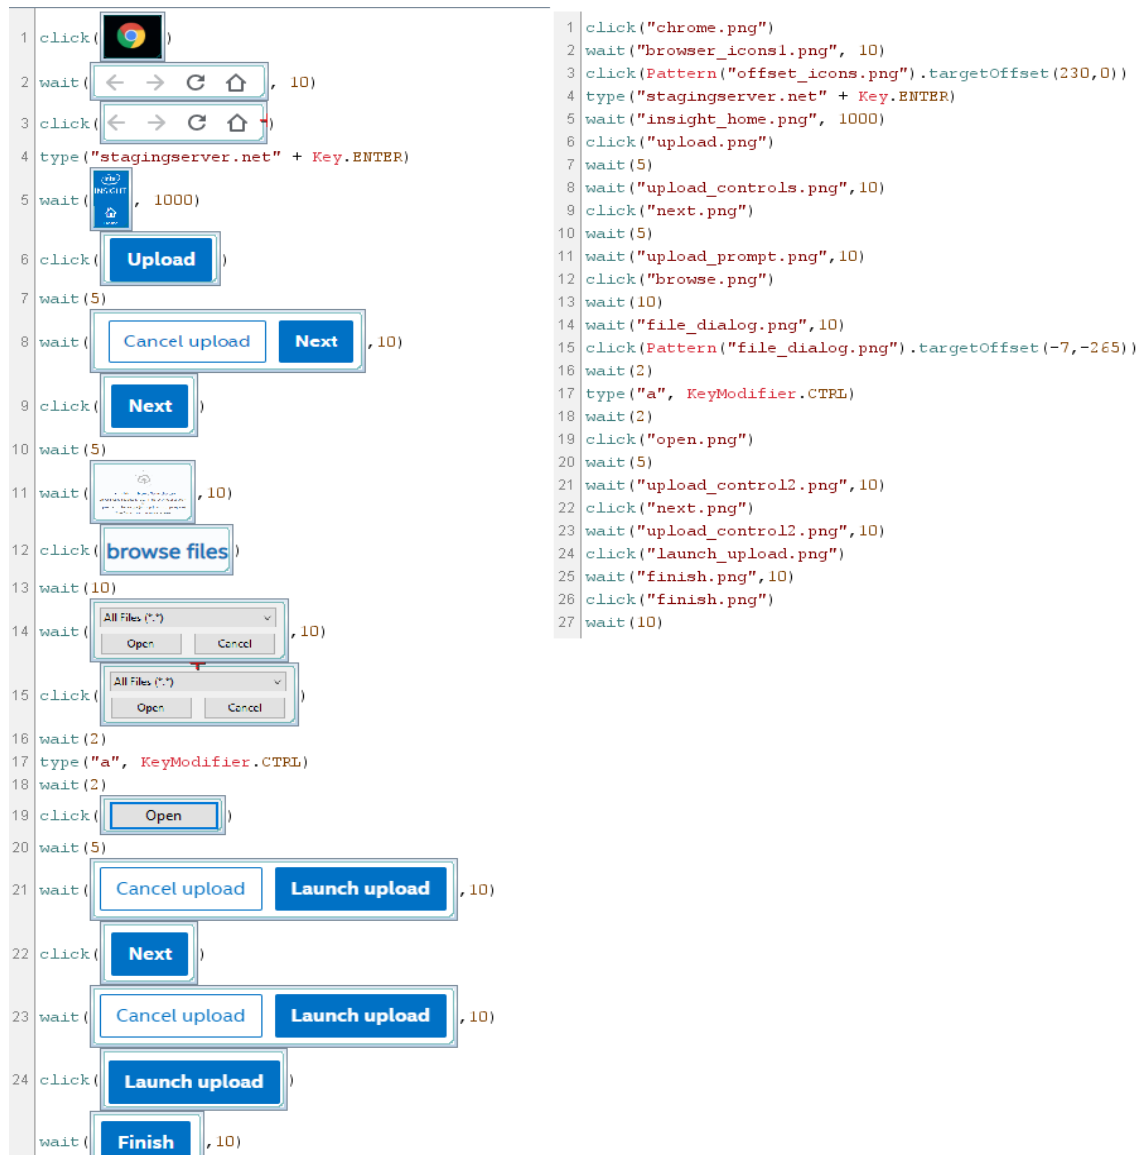 1 click( )
2 wait( , 10)
3 click( )
4 type("stagingserver.net" + Key.ENTER)
5 wait( INSIGHT , 1000)
6 click( Upload )
7 wait(5)
8 wait( Cancel upload Next ,10)
9 click( Next )
10 wait(5)
11 wait( ,10)
12 click( browse files )
13 wait(10)
14 wait( All Files (*.*) Open Cancel ,10)
15 click( All Files (*.*) Open Cancel )
16 wait(2)
17 type("a", KeyModifier.CTRL)
18 wait(2)
19 click( Open )
20 wait(5)
21 wait( Cancel upload Launch upload ,10)
22 click( Next )
23 wait( Cancel upload Launch upload ,10)
24 click( Launch upload )
wait( Finish ,10)
1 click("chrome.png")
2 wait("browser_icons1.png", 10)
3 click(Pattern("offset_icons.png").targetOffset(230,0))
4 type("stagingserver.net" + Key.ENTER)
5 wait("insight_home.png", 1000)
6 click("upload.png")
7 wait(5)
8 wait("upload_controls.png",10)
9 click("next.png")
10 wait(5)
11 wait("upload_prompt.png",10)
12 click("browse.png")
13 wait(10)
14 wait("file_dialog.png",10)
15 click(Pattern("file_dialog.png").targetOffset(-7,-265))
16 wait(2)
17 type("a", KeyModifier.CTRL)
18 wait(2)
19 click("open.png")
20 wait(5)
21 wait("upload_control2.png",10)
22 click("next.png")
23 wait("upload_control2.png",10)
24 click("launch_upload.png")
25 wait("finish.png",10)
26 click("finish.png")
27 wait(10)